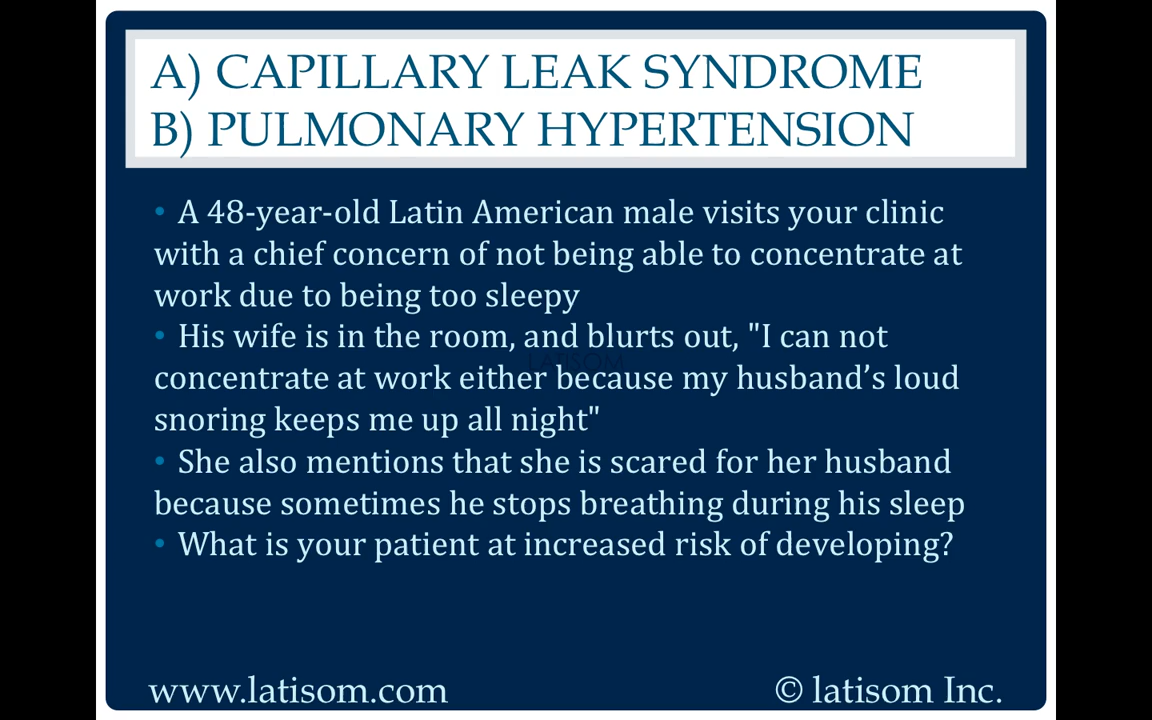 A) CAPILLARY LEAK SYNDROME
B) PULMONARY HYPERTENSION
• A 48-year-old Latin American male visits your clinic
with a chief concern of not being able to concentrate at
work due to being too sleepy
• His wife is in the room, and blurts out, "I can not
LATISOM
concentrate at work either because my husband’s loud
snoring keeps me up all night"
• She also mentions that she is scared for her husband
because sometimes he stops breathing during his sleep
• What is your patient at increased risk of developing?
www.latisom.com © latisom Inc.